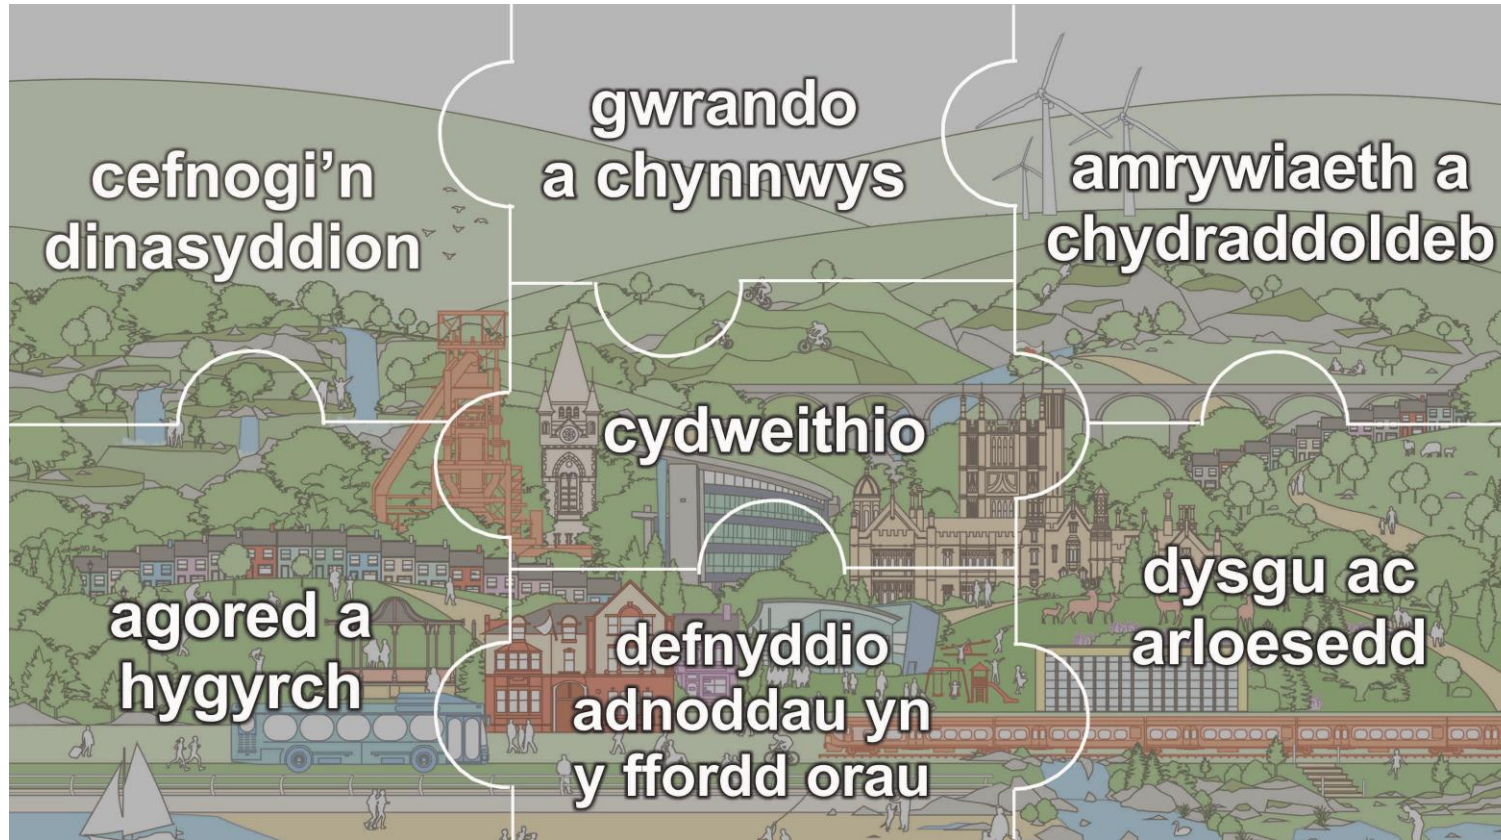 cefnogi’n
dinasyddion
gwrando
a chynnwys
amrywiaeth a
chydraddoldeb
cydweithio
agored a
hygyrch
defnyddio
adnoddau yn
y ffordd orau
dysgu ac
arloesedd